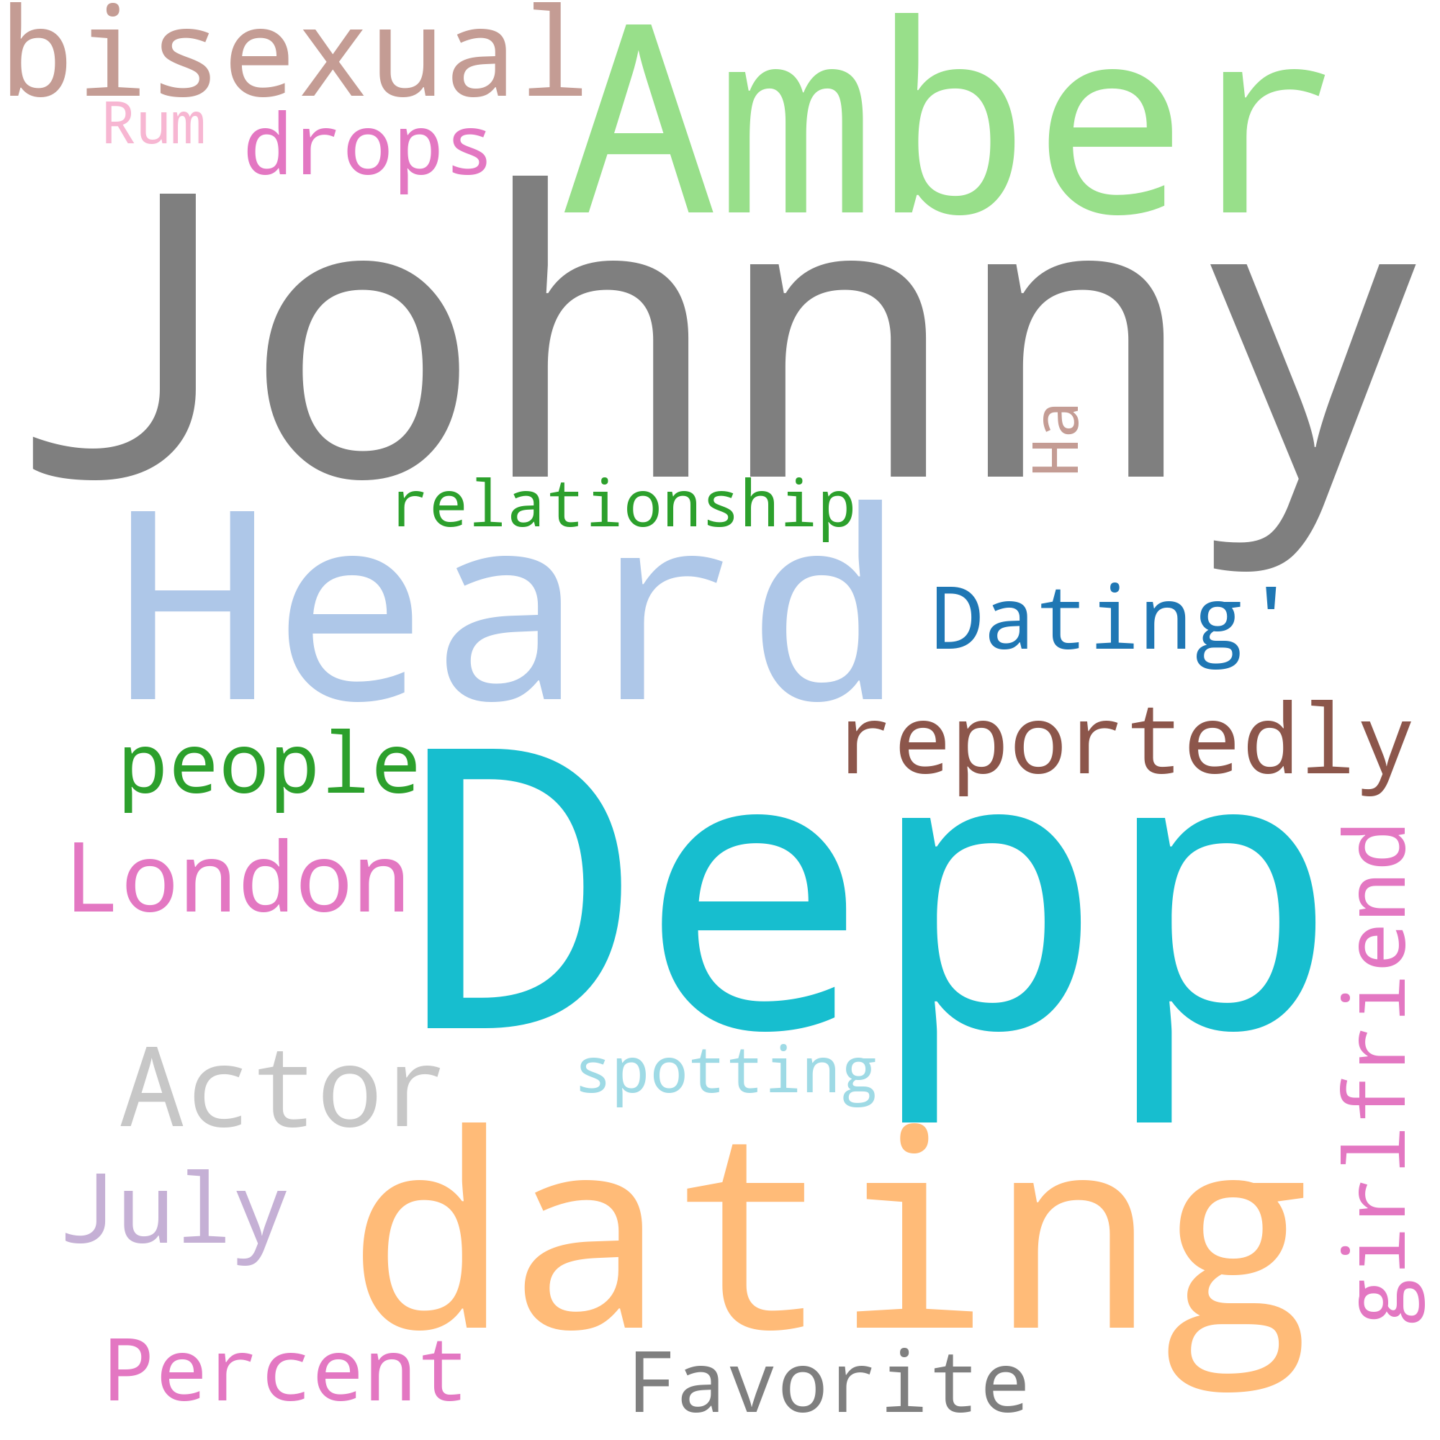 bisexual
Amber
Rum
drops
Johnny
Ha
relationship
Heard
Dating'
reportedly
people
Depp
London
girlfriend
Actor
spotting
dating
July
Percent
Favorite